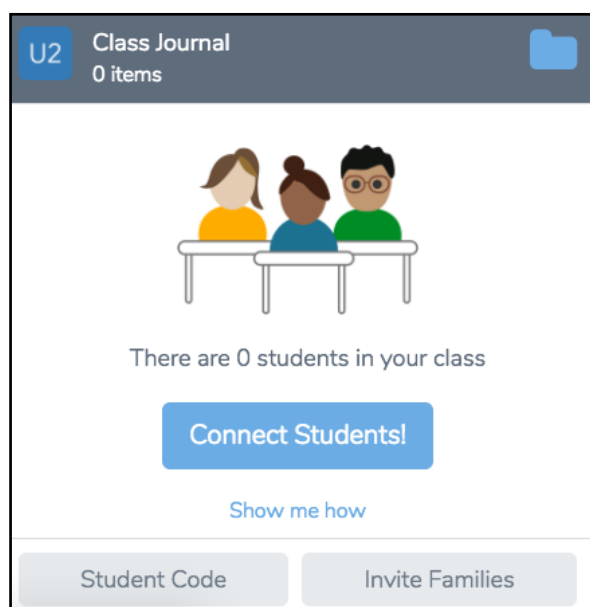 U2
Class Journal
0 items
There are 0 students in your class
Connect Students!
Show me how
Student Code
Invite Families